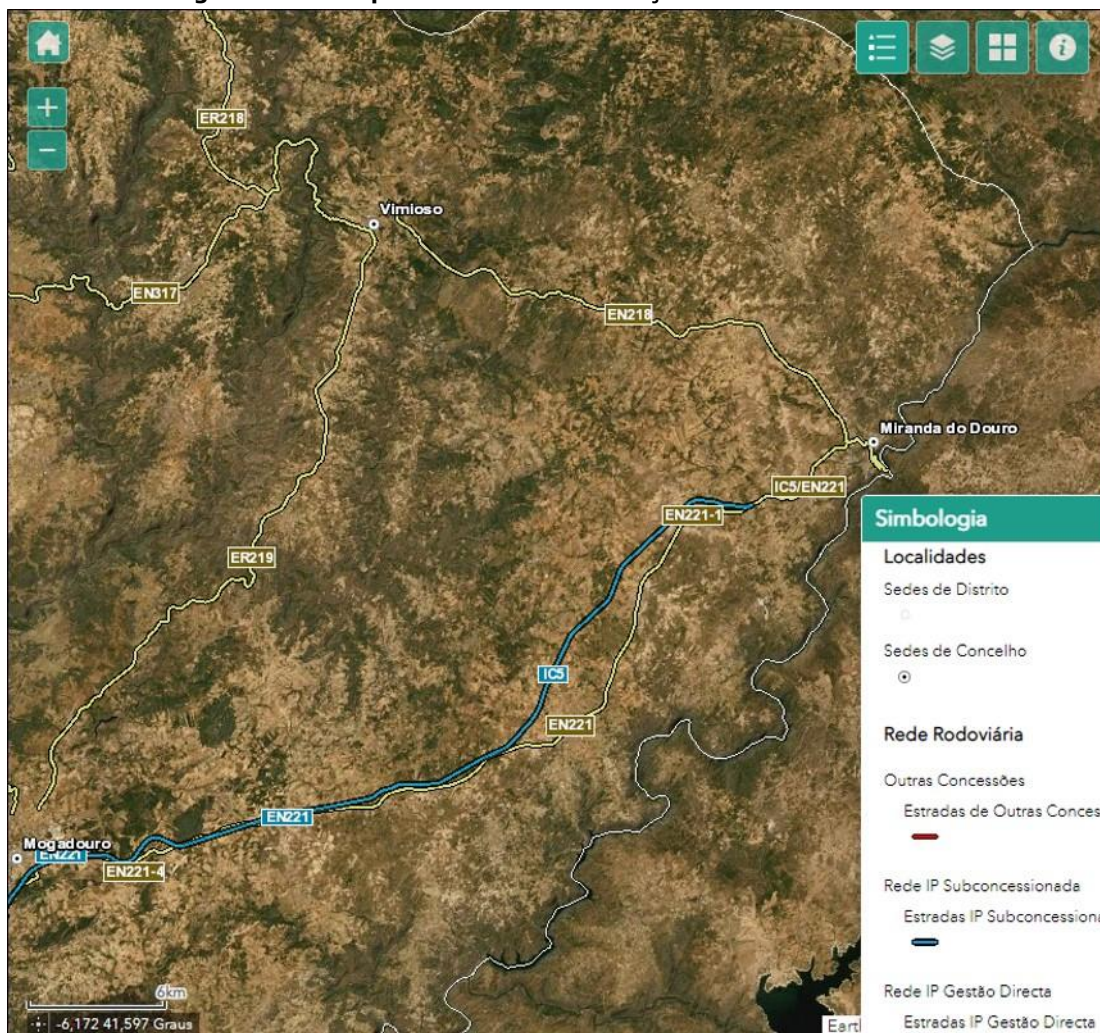 +
−
ER218
Vimioso
EN317
EN218
Miranda do Douro
IC5/EN221
EN221-1
ER219
IC5
EN221
EN221
Mogadouro
EN221
EN221-4
6km
-6,172 41,597 Graus
Simbologia
Localidades
Sedes de Distrito
Sedes de Concelho
Rede Rodoviária
Outras Concessões
Estradas de Outras Conces
Rede IP Subconcessionada
Estradas IP Subconcession
Rede IP Gestão Directa
Estradas IP Gestão Directa
Eart